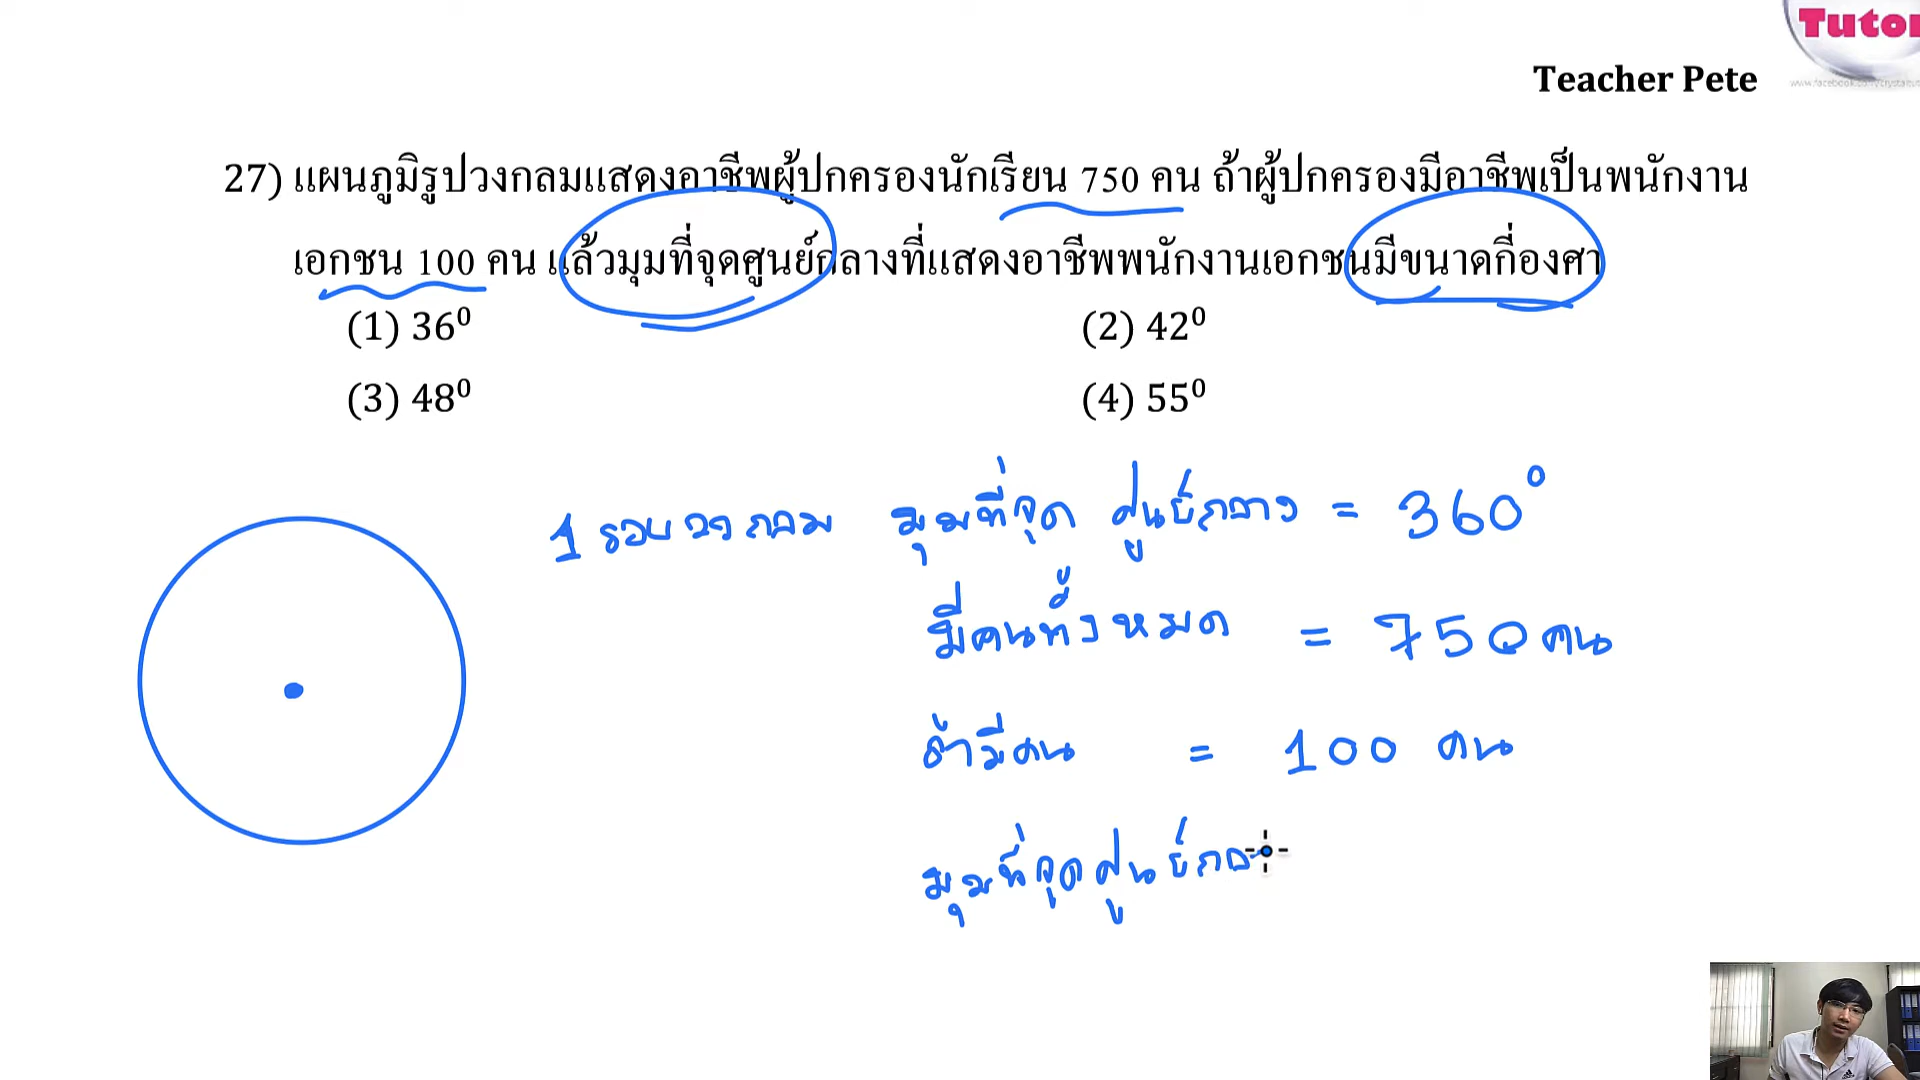 Tutor
Teacher Pete
27) แผนภูมิรูปวงกลมแสดงอาชีพผู้ปกครองนักเรียน 750 คน ถ้าผู้ปกครองมีอาชีพเป็นพนักงาน
เอกชน 100 คน แล้วมุมที่จุดศูนย์กลางที่แสดงอาชีพพนักงานเอกชนมีขนาดกี่องศา
(1) 36⁰ (2) 42⁰
(3) 48⁰ (4) 55⁰
1 รอบวงกลม มุมที่จุดศูนย์กลาง = 360°
มีคนทั้งหมด = 750 คน
ถ้ามีคน = 100 คน
มุมที่จุดศูนย์กล